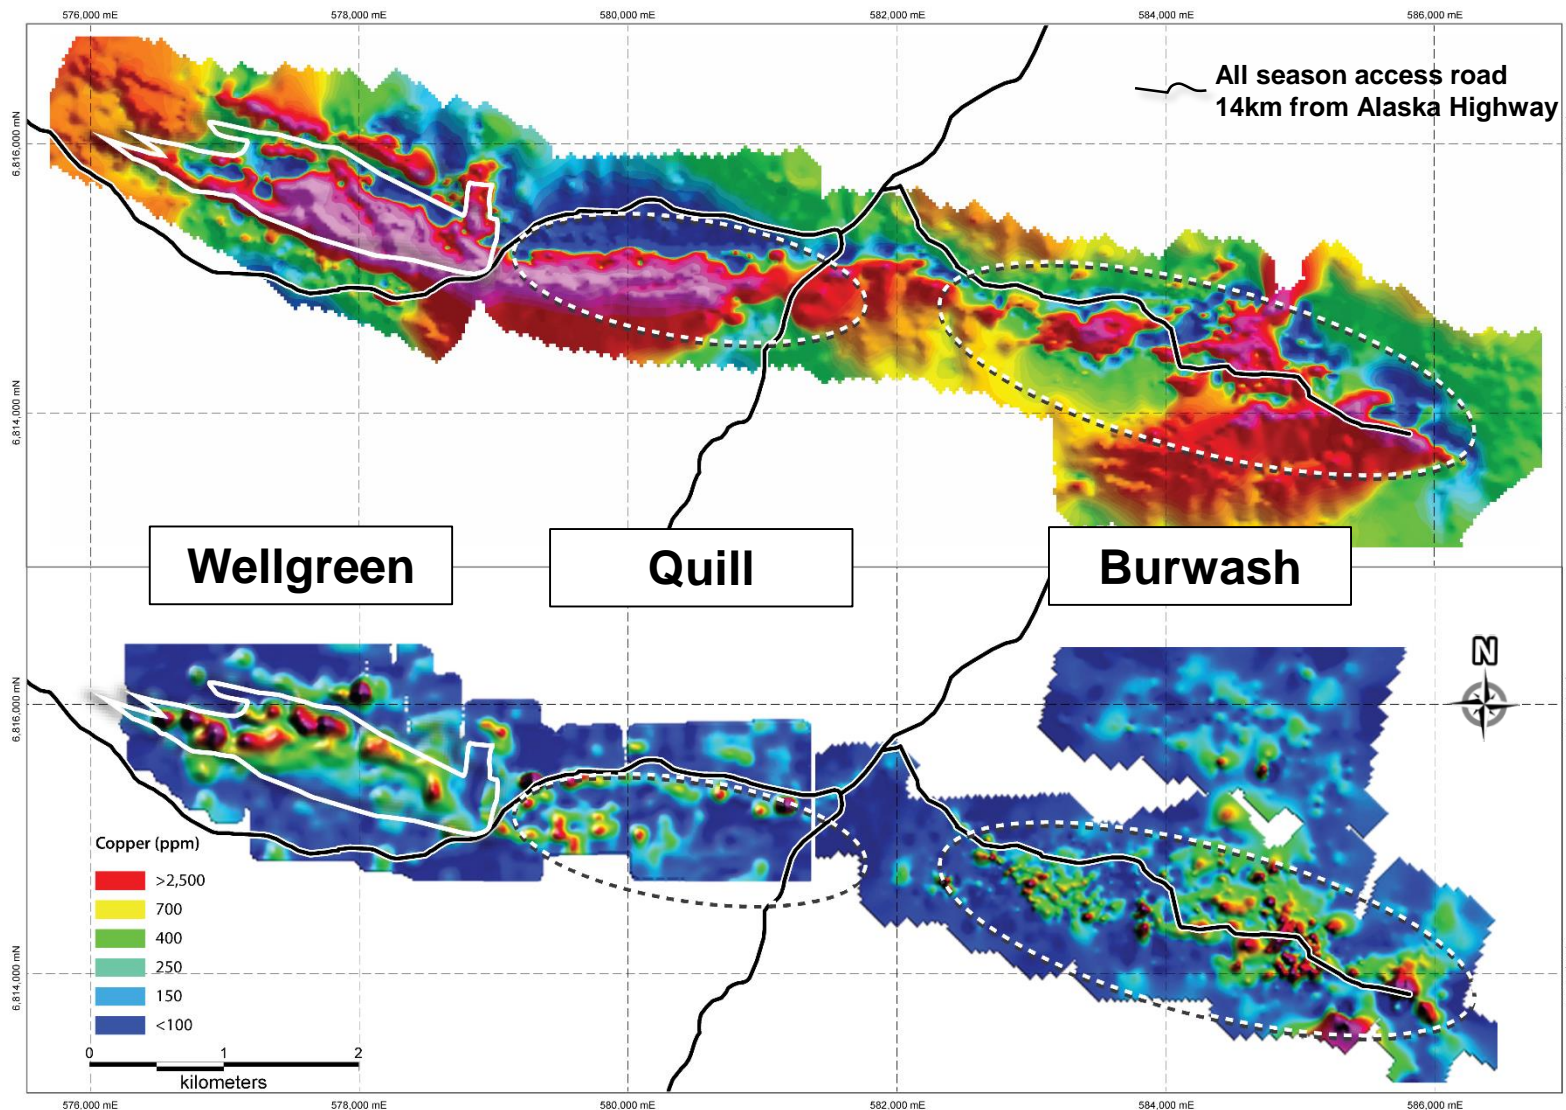 576,000 mE
578,000 mE
580,000 mE
582,000 mE
584,000 mE
586,000 mE
All season access road
14km from Alaska Highway
6,816,000 mN
6,814,000 mN
Wellgreen
Quill
Burwash
N
6,816,000 mN
6,814,000 mN
Copper (ppm)
>2,500
700
400
250
150
<100
0
1
2
kilometers
576,000 mE
578,000 mE
580,000 mE
582,000 mE
584,000 mE
586,000 mE